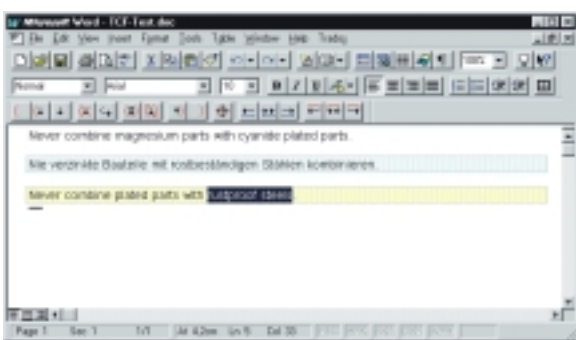 Microsoft Word - TCF-Test.doc
File Edit View Insert Format Tools Table Window Help Trados
Normal Arial 10
Never combine magnesium parts with cyanide plated parts.
Nie verzinkte Bauteile mit rostbeständigen Stählen kombinieren.
Never combine plated parts with rustproof steels.
Page 1 Sec 1 1/1 At 4,2cm Ln 5 Col 33